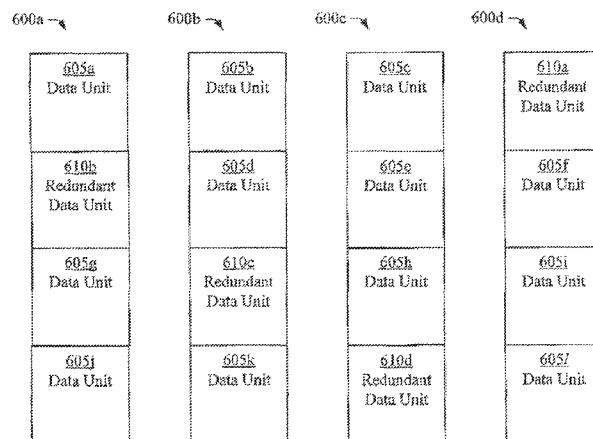 600a
600b
600c
600d
605a
Data Unit
605b
Data Unit
605c
Data Unit
610a
Redundant
Data Unit
610b
Redundant
Data Unit
605d
Data Unit
605e
Data Unit
605f
Data Unit
605g
Data Unit
610c
Redundant
Data Unit
605h
Data Unit
605i
Data Unit
605j
Data Unit
605k
Data Unit
610d
Redundant
Data Unit
605l
Data Unit